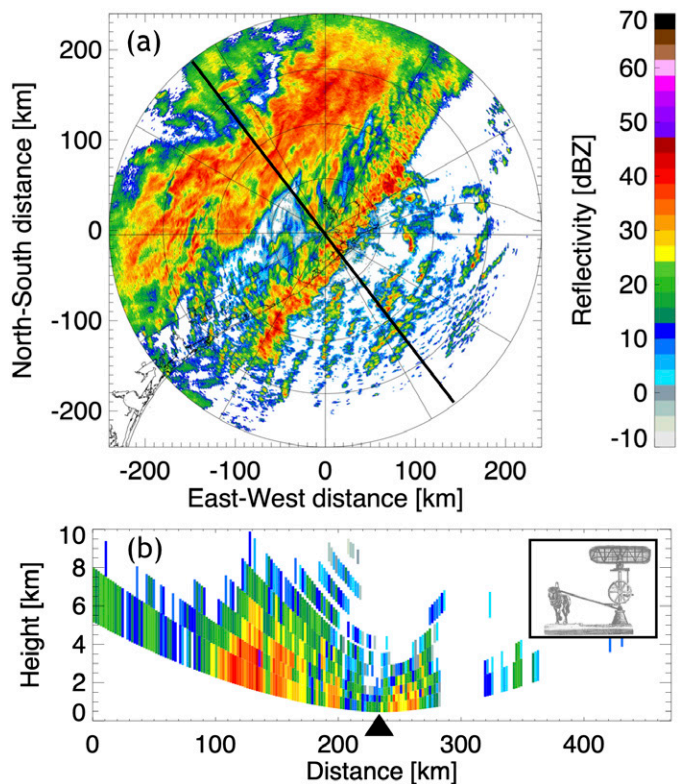 (a)
North-South distance [km]
200
100
0
-100
-200
-200 -100 0 100 200
East-West distance [km]
70
60
50
40
30
20
10
0
-10
Reflectivity [dBZ]
(b)
Height [km]
10
8
6
4
2
0
0 100 200 300 400
Distance [km]